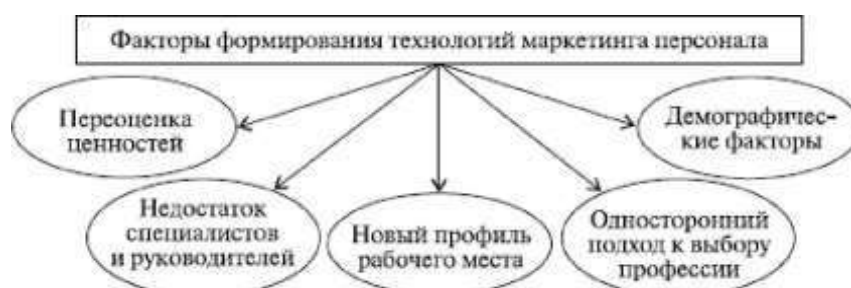 Факторы формирования технологий маркетинга персонала
Переоценка
ценностей
Демографичес-
кие факторы
Недостаток
специалистов
и руководителей
Новый профиль
рабочего места
Односторонний
подход к выбору
профессии